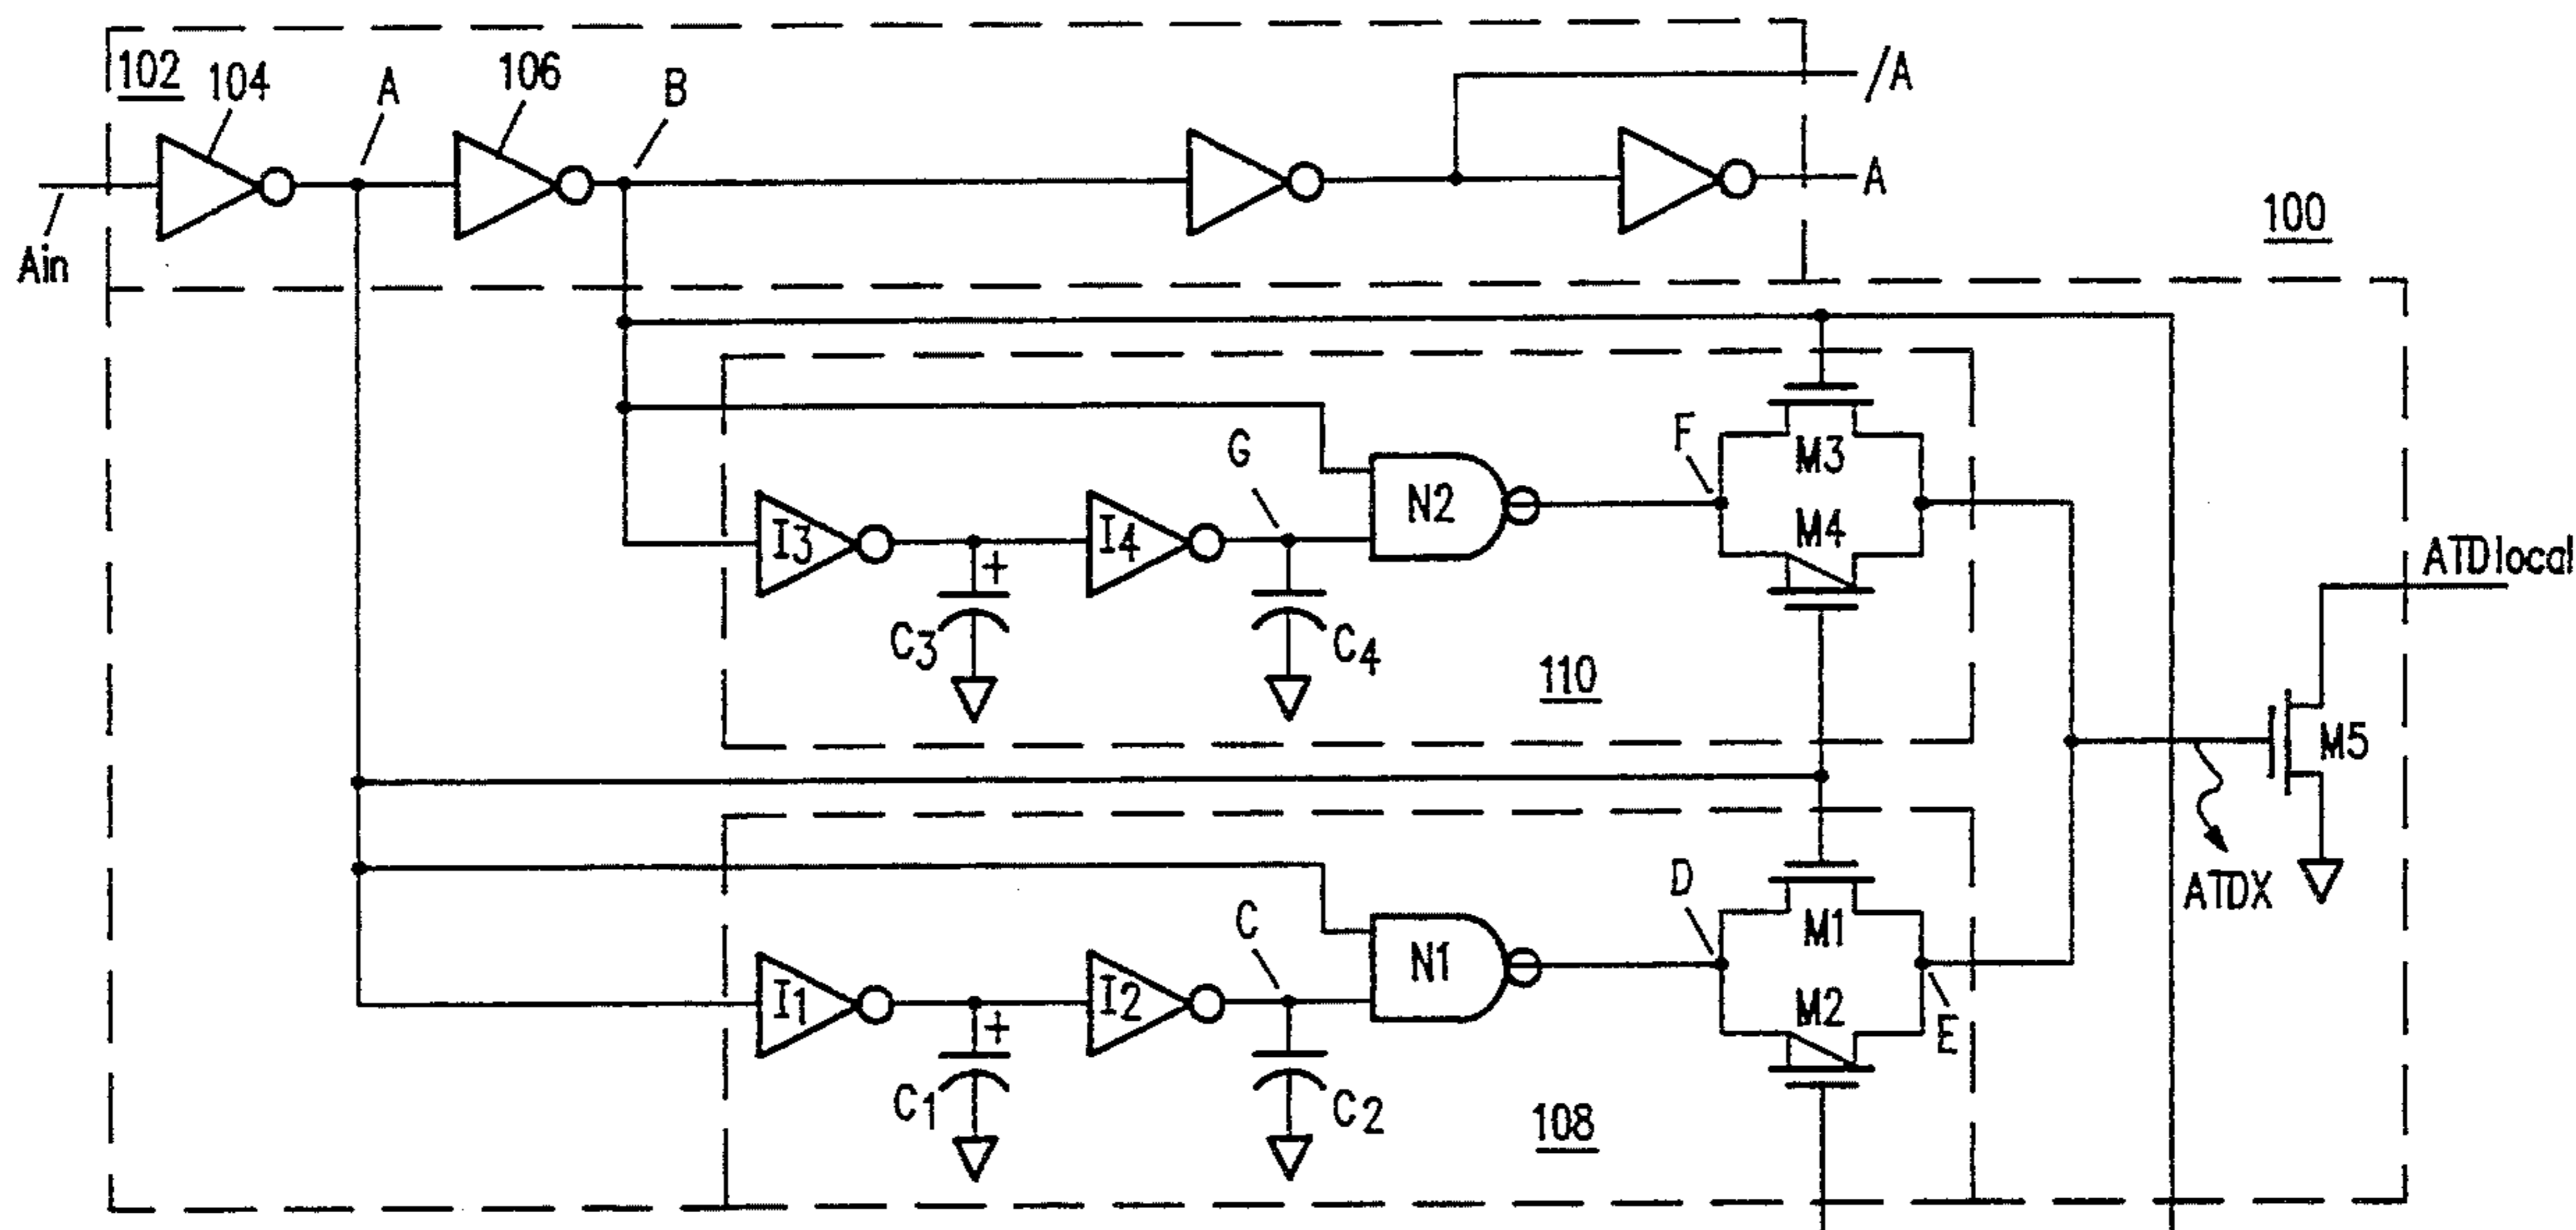 102
104
A
106
B
/A
A
Ain
100
F
M3
G
N2
M4
I3
I4
+
C3
C4
110
ATDlocal
M5
ATDX
D
M1
C
N1
I1
I2
M2
E
+
C1
C2
108